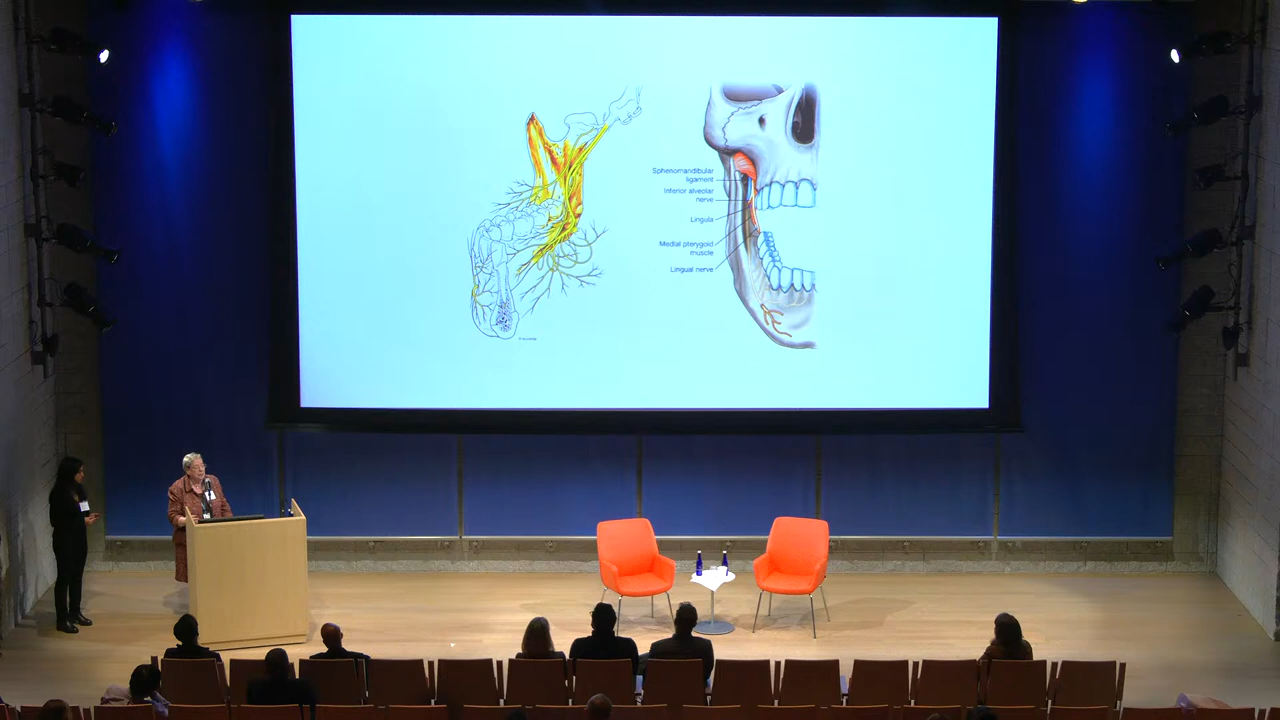 Sphenomandibular
ligament
Inferior alveolar
nerve
Lingula
Medial pterygoid
muscle
Lingual nerve